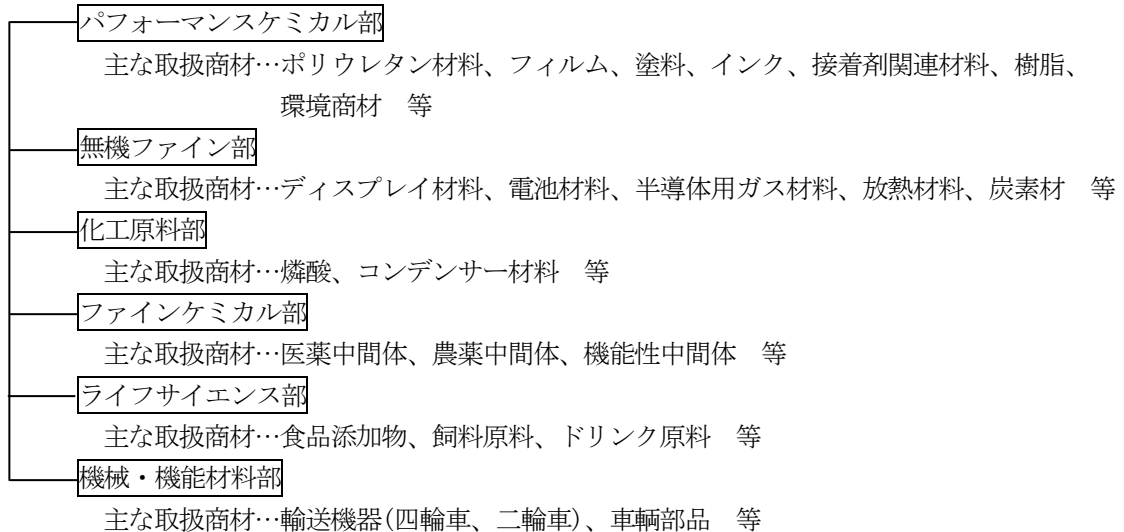 パフォーマンスケミカル部
主な取扱商材…ポリウレタン材料、フィルム、塗料、インク、接着剤関連材料、樹脂、
環境商材　等
無機ファイン部
主な取扱商材…ディスプレイ材料、電池材料、半導体用ガス材料、放熱材料、炭素材　等
化工原料部
主な取扱商材…燐酸、コンデンサー材料　等
ファインケミカル部
主な取扱商材…医薬中間体、農薬中間体、機能性中間体　等
ライフサイエンス部
主な取扱商材…食品添加物、飼料原料、ドリンク原料　等
機械・機能材料部
主な取扱商材…輸送機器(四輪車、二輪車)、車輌部品　等